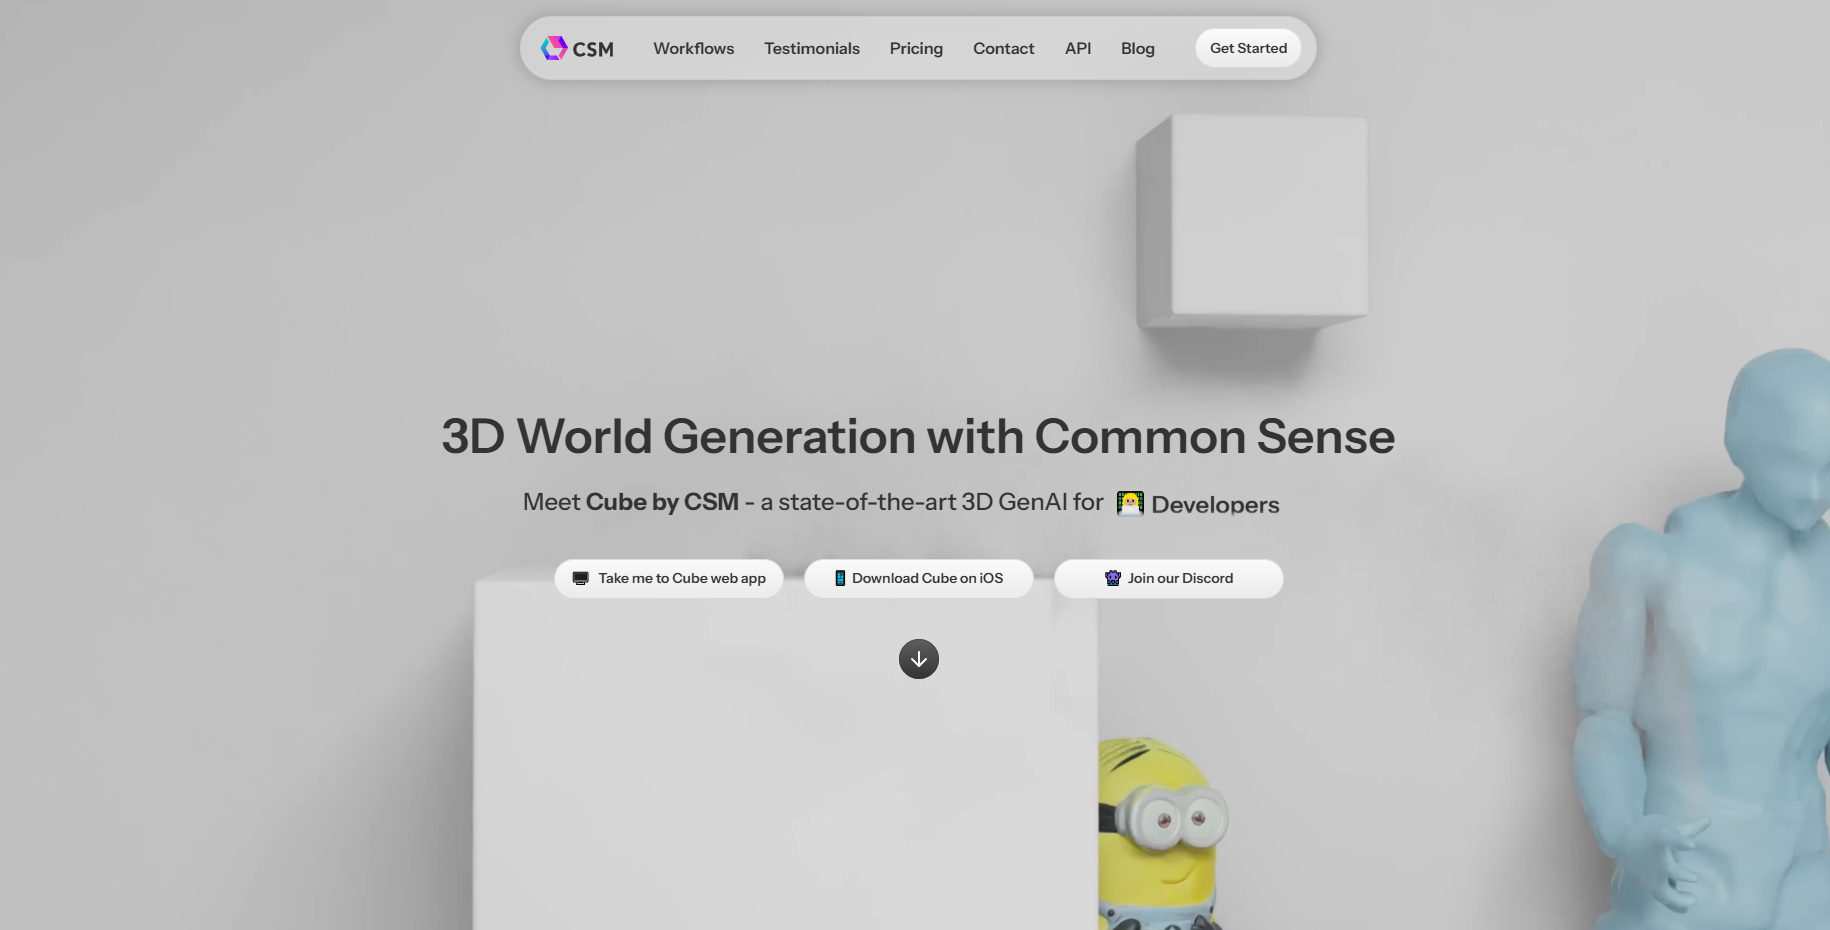 CSM Workflows Testimonials Pricing Contact API Blog Get Started
3D World Generation with Common Sense
Meet Cube by CSM - a state-of-the-art 3D GenAI for Developers
Take me to Cube web app Download Cube on iOS Join our Discord